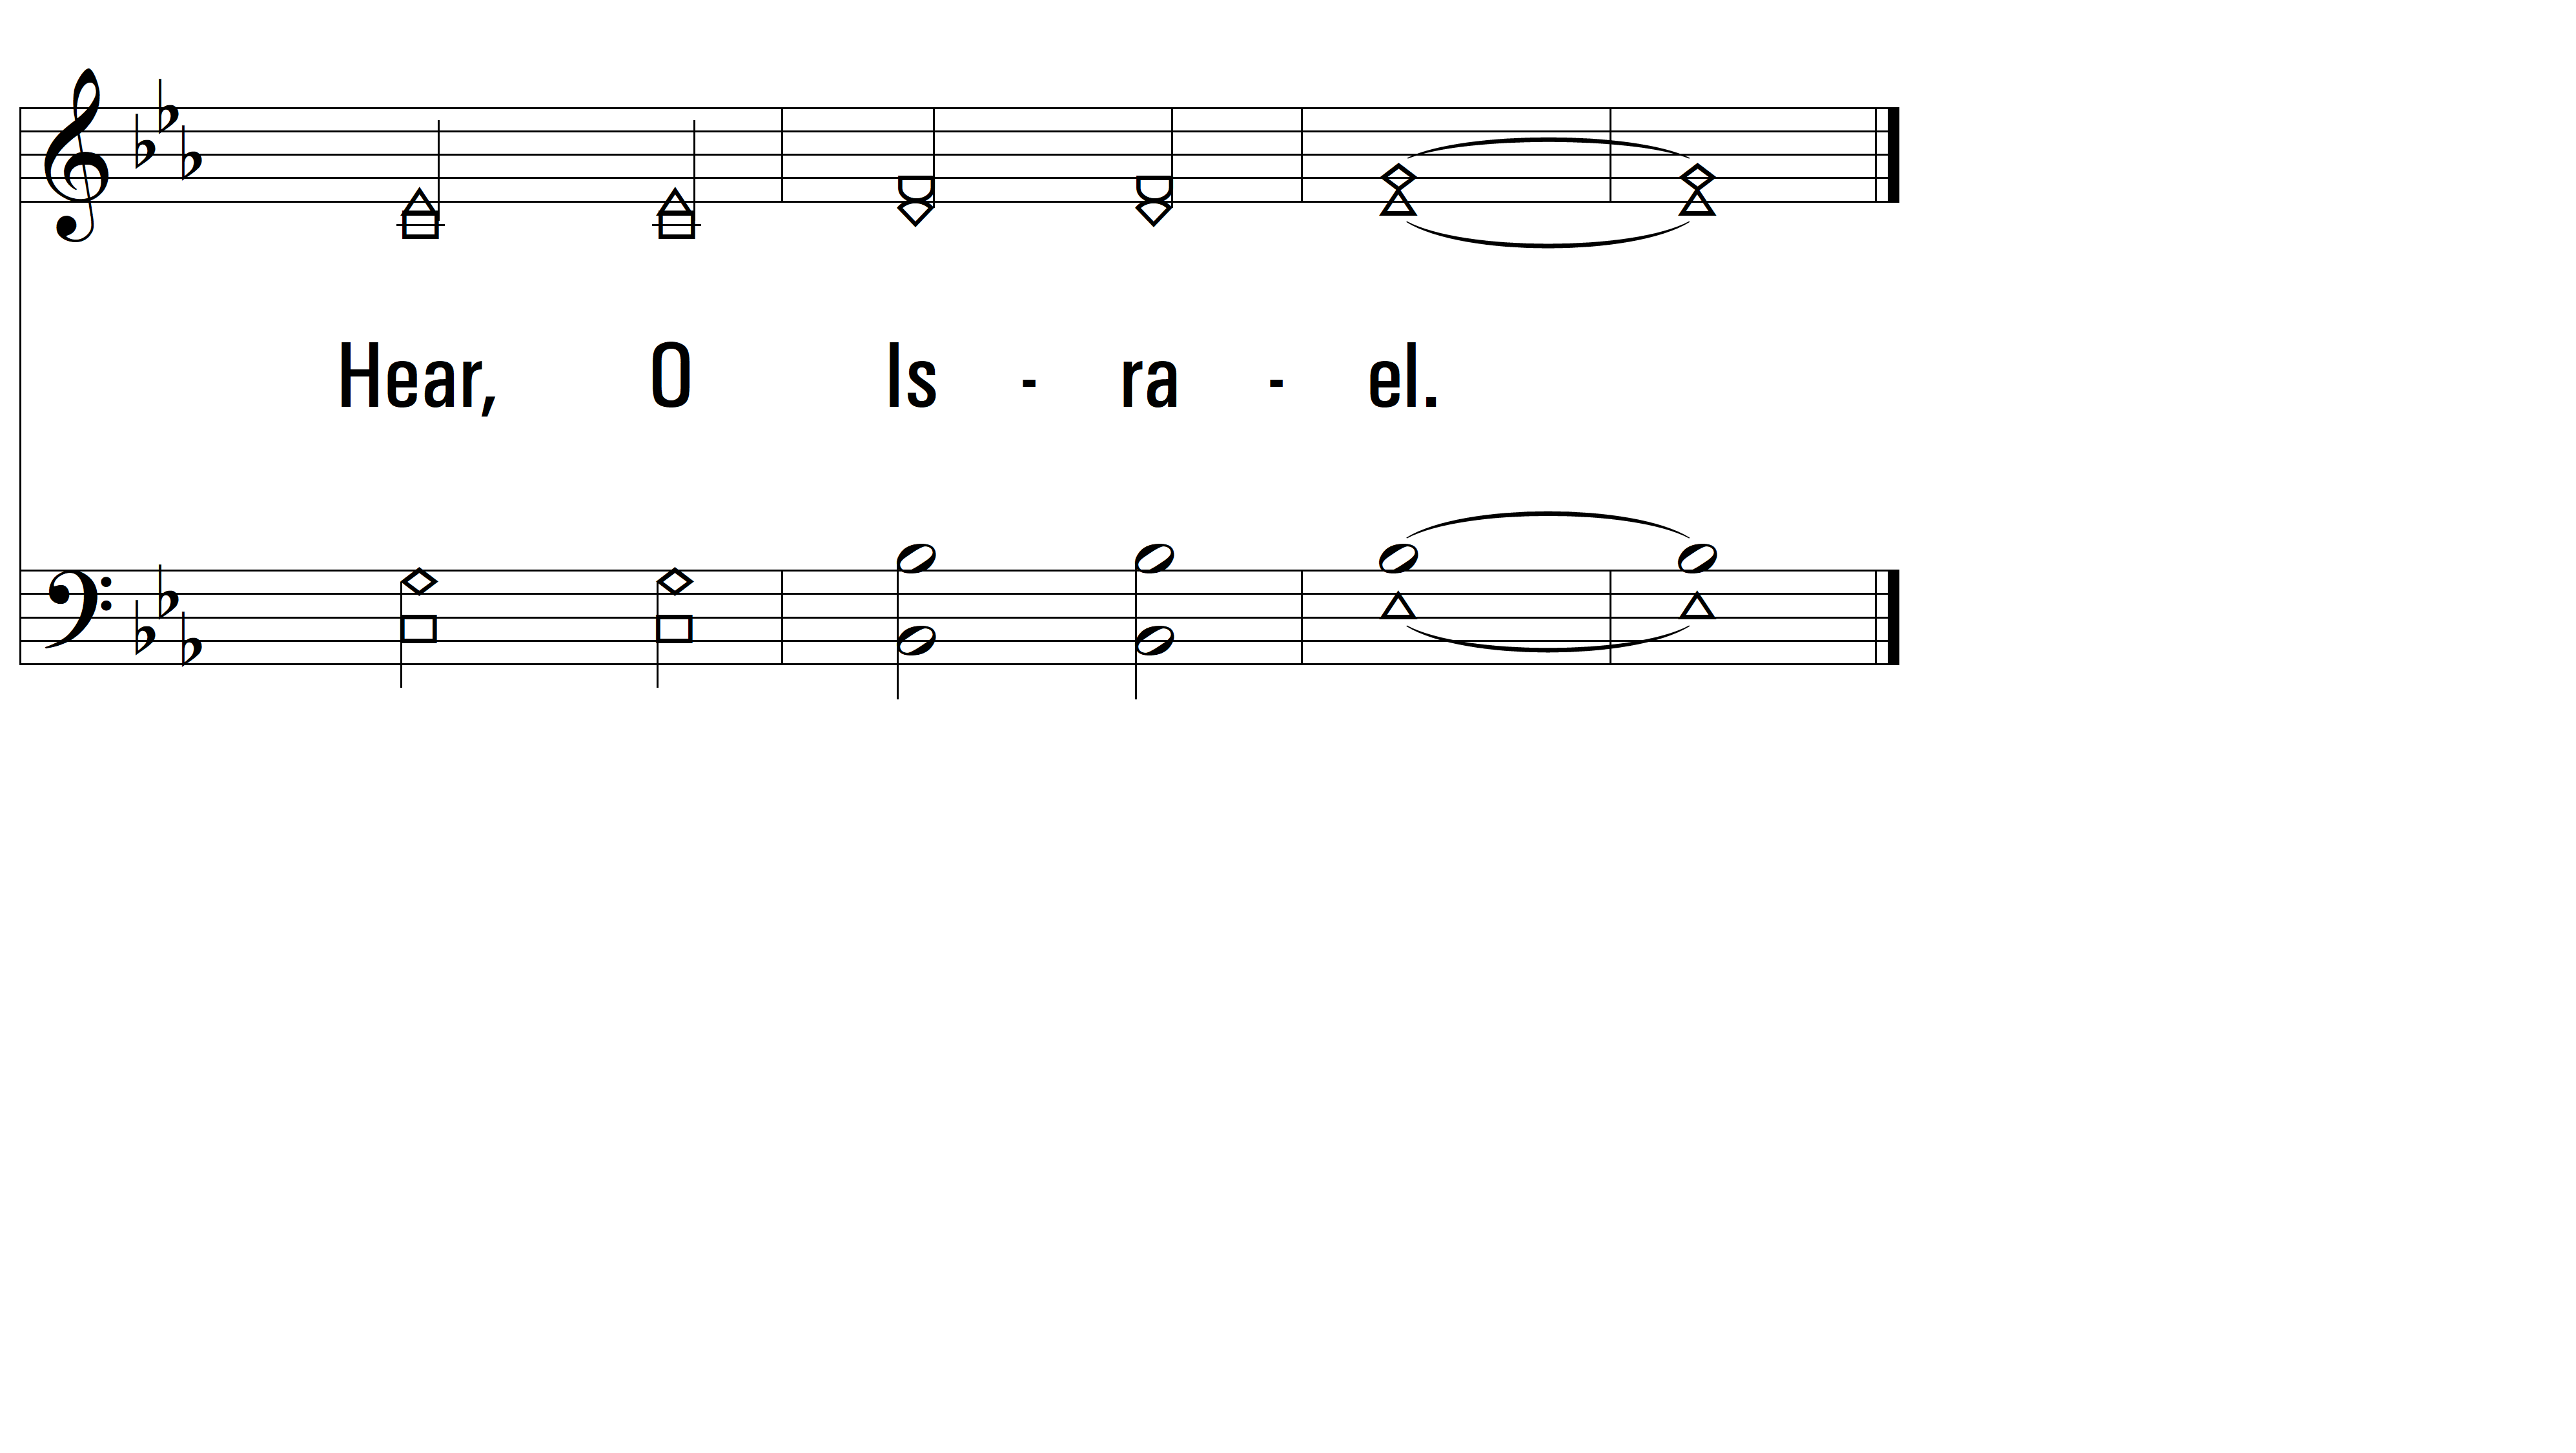 Hear, O Is - ra - el.